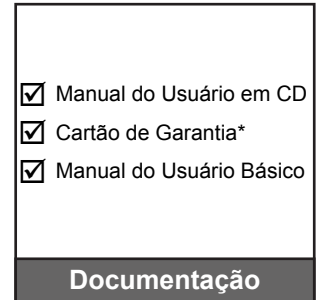 Manual do Usuário em CD
Cartão de Garantia*
Manual do Usuário Básico
Documentação